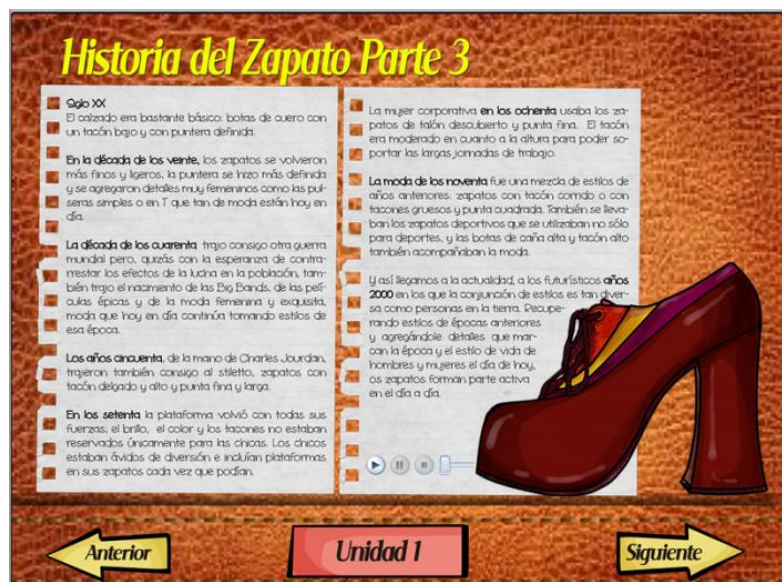 Historia del Zapato Parte 3
Siglo XX
El calzado era bastante básico: botas de cuero con
un tacón bajo y con puntera definida.
En la década de los veinte, los zapatos se volvieron
más finos y ligeros, la puntera se hizo más definida
y se agregaron detalles muy femeninos como las pul-
seras simples o en T que tan de moda están hoy en
día.
La década de los cuarenta trajo consigo otra guerra
mundial pero, quizás con la esperanza de contra-
rrestar los efectos de la lucha en la población, tam-
bién trajo el nacimiento de las Big Bands, de las pelí-
culas épicas y de la moda femenina y exquisita,
moda que hoy en día continúa tomando estilos de
esa época.
Los años cincuenta, de la mano de Charles Jourdan,
trajeron también consigo al stiletto, zapatos con
tacón delgado y alto y punta fina y larga.
En los setenta la plataforma volvió con todas sus
fuerzas; el brillo, el color y los tacones no estaban
reservados únicamente para las chicas. Los chicos
estaban ávidos de diversión e incluían plataformas
en sus zapatos cada vez que podían.
La mujer corporativa en los ochenta usaba los za-
patos de talón descubierto y punta fina. El tacón
era moderado en cuanto a la altura para poder so-
portar las largas jornadas de trabajo.
La moda de los noventa fue una mezcla de estilos de
años anteriores: zapatos con tacón corrido o con
tacones gruesos y punta cuadrada. También se lleva-
ban los zapatos deportivos que se utilizaban no sólo
para deportes, y las botas de caña alta y tacón alto
también acompañaban la moda.
Y así llegamos a la actualidad, a los futurísticos años
2000 en los que la conjunción de estilos es tan diver-
sa como personas en la tierra. Recupe-
rando estilos de épocas anteriores
y agregándole detalles que mar-
can la época y el estilo de vida de
hombres y mujeres el día de hoy,
os zapatos forman parte activa
en el día a día.
Anterior
Unidad 1
Siguiente